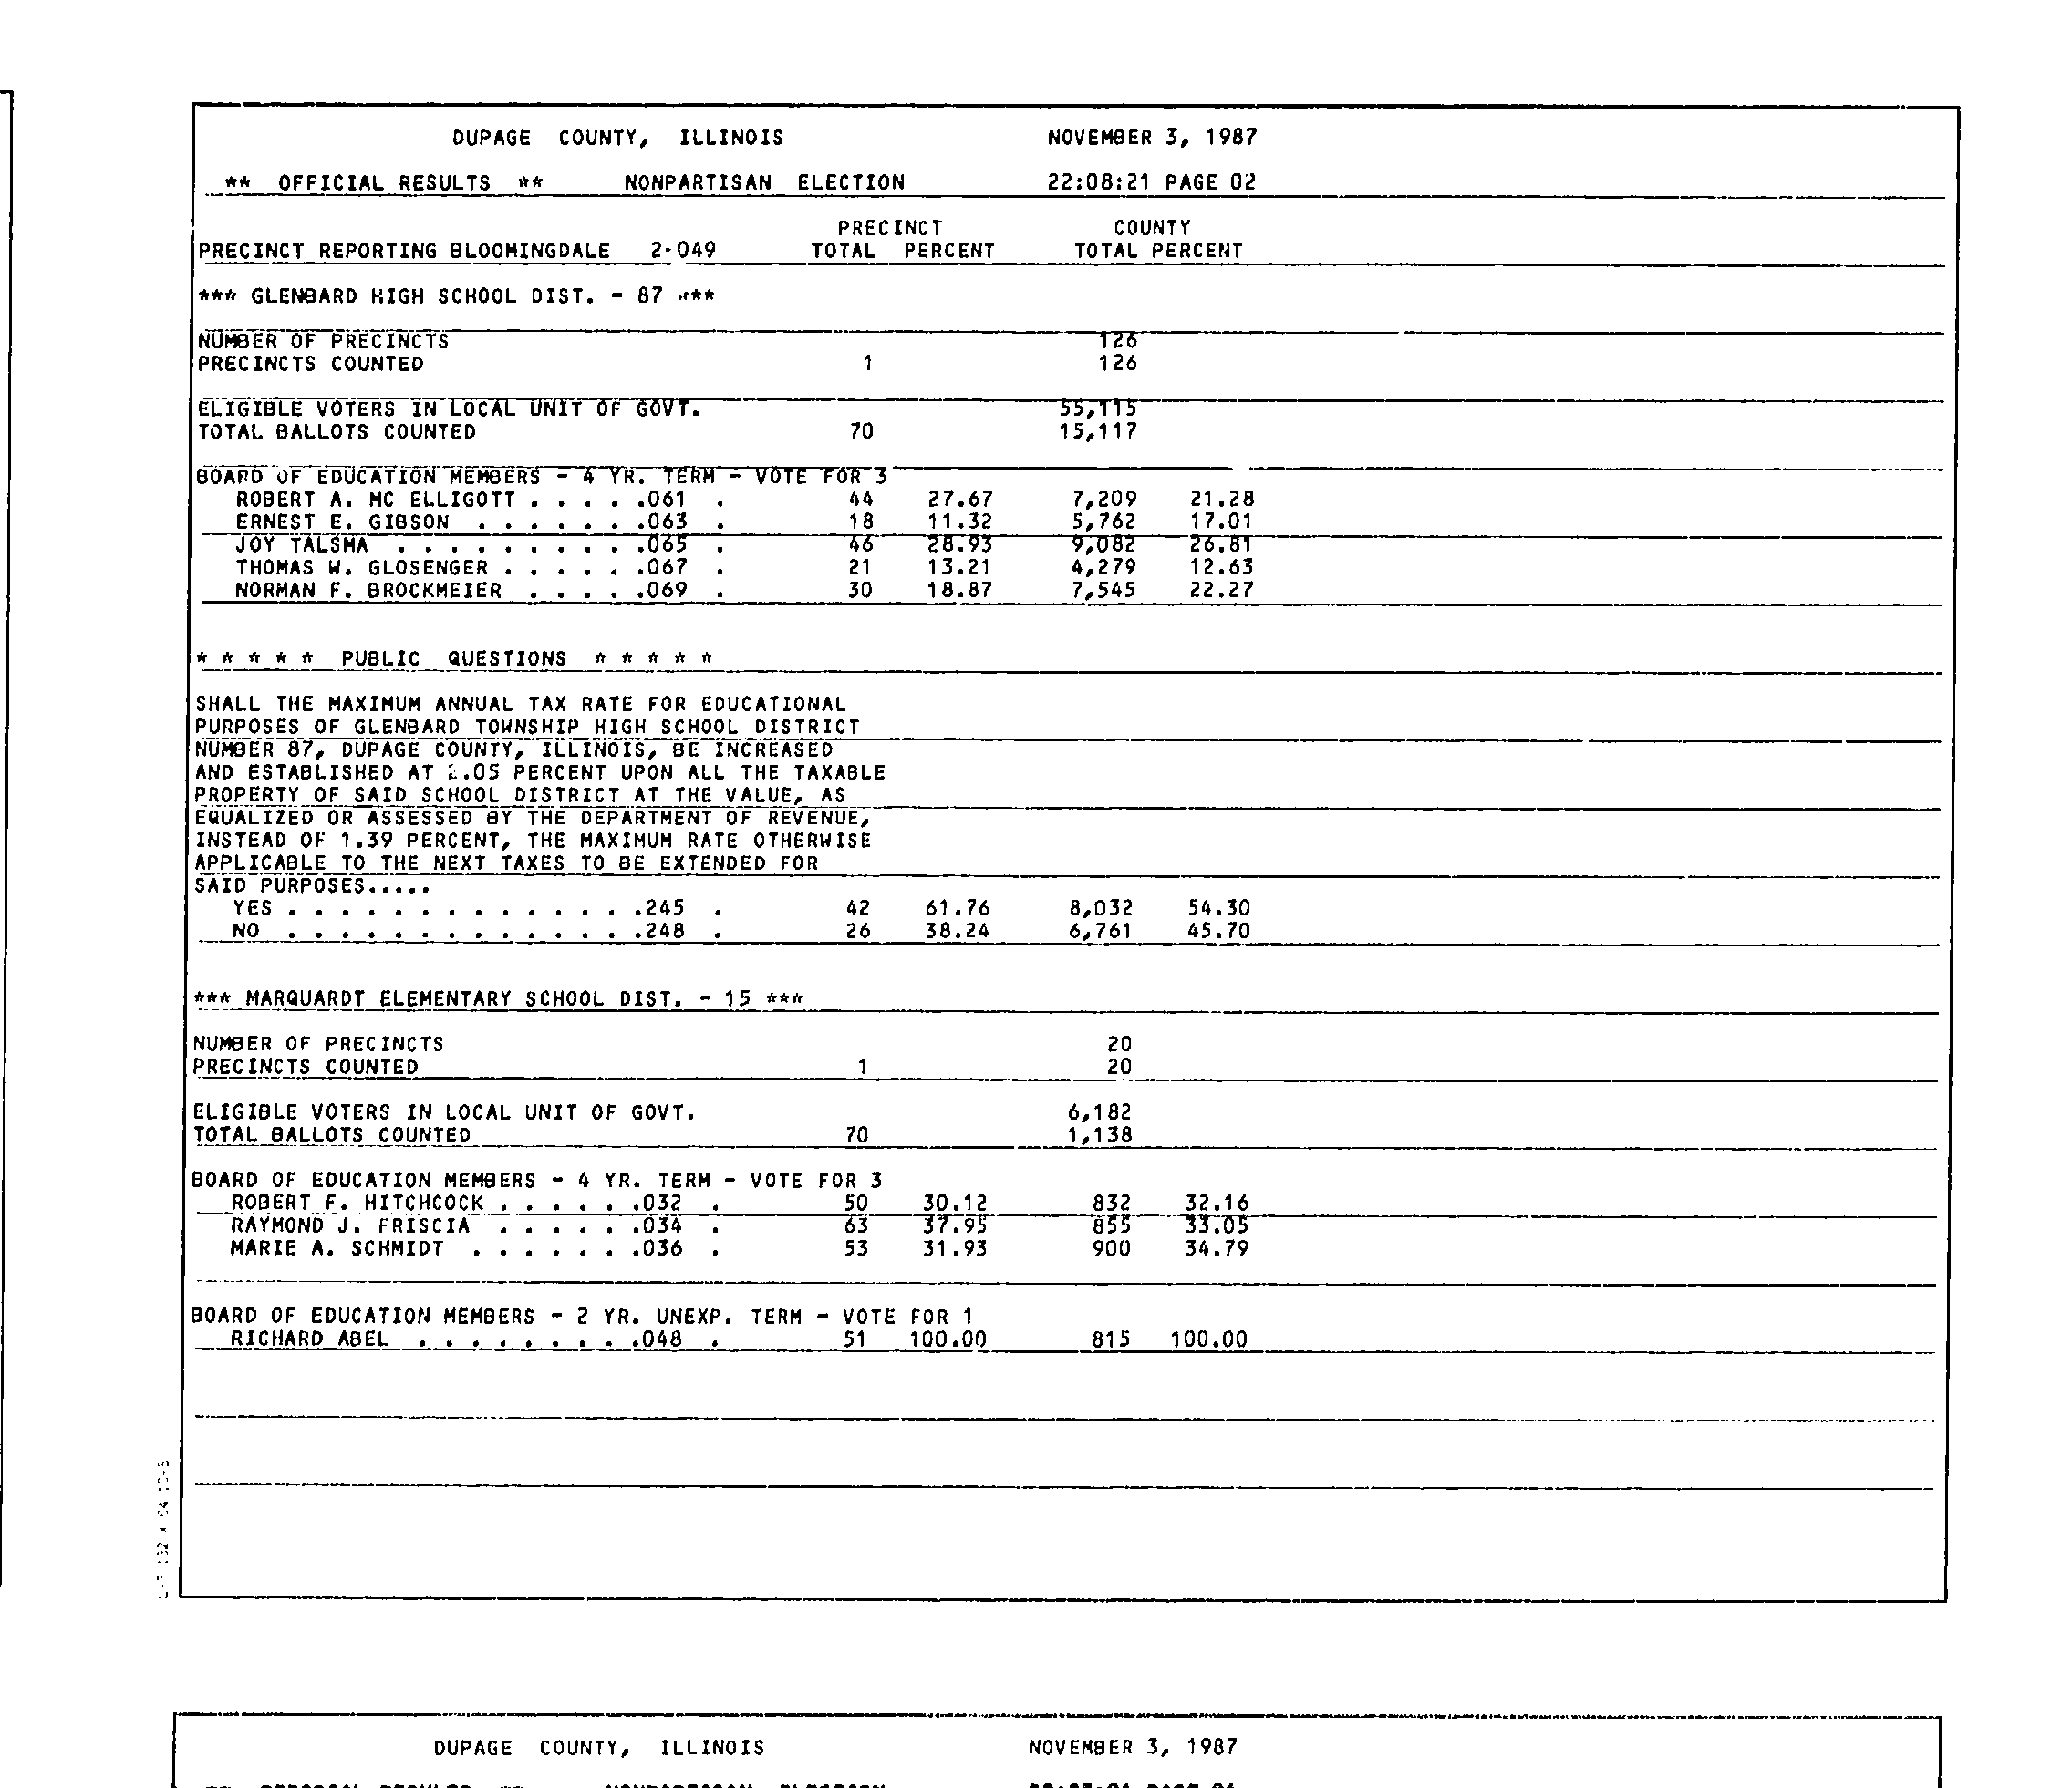 DUPAGE COUNTY, ILLINOIS NOVEMBER 3, 1987
** OFFICIAL RESULTS ** NONPARTISAN ELECTION 22:08:21 PAGE 02
PRECINCT COUNTY
PRECINCT REPORTING BLOOMINGDALE 2-049 TOTAL PERCENT TOTAL PERCENT
*** GLENBARD HIGH SCHOOL DIST. - 87 ***
NUMBER OF PRECINCTS 126
PRECINCTS COUNTED 1 126
ELIGIBLE VOTERS IN LOCAL UNIT OF GOVT. 55,115
TOTAL BALLOTS COUNTED 70 15,117
BOARD OF EDUCATION MEMBERS - 4 YR. TERM - VOTE FOR 3
ROBERT A. MC ELLIGOTT . . . . .061 . 44 27.67 7,209 21.28
ERNEST E. GIBSON . . . . . . .063 . 18 11.32 5,762 17.01
JOY TALSMA . . . . . . . . . .065 . 46 28.93 9,082 26.81
THOMAS W. GLOSENGER . . . . . .067 . 21 13.21 4,279 12.63
NORMAN F. BROCKMEIER . . . . .069 . 30 18.87 7,545 22.27
* * * * * PUBLIC QUESTIONS * * * * *
SHALL THE MAXIMUM ANNUAL TAX RATE FOR EDUCATIONAL
PURPOSES OF GLENBARD TOWNSHIP HIGH SCHOOL DISTRICT
NUMBER 87, DUPAGE COUNTY, ILLINOIS, BE INCREASED
AND ESTABLISHED AT PERCENT UPON ALL THE TAXABLE
PROPERTY OF SAID SCHOOL DISTRICT AT THE VALUE, AS
EQUALIZED OR ASSESSED BY THE DEPARTMENT OF REVENUE,
INSTEAD OF 1.39 PERCENT, THE MAXIMUM RATE OTHERWISE
APPLICABLE TO THE NEXT TAXES TO BE EXTENDED FOR
SAID PURPOSES.....
YES . . . . . . . . . . . . . .245 . 42 61.76 8,032 54.30
NO . . . . . . . . . . . . . .248 . 26 38.24 6,761 45.70
*** MARQUARDT ELEMENTARY SCHOOL DIST. - 15 ***
NUMBER OF PRECINCTS 20
PRECINCTS COUNTED 1 20
ELIGIBLE VOTERS IN LOCAL UNIT OF GOVT. 6,182
TOTAL BALLOTS COUNTED 70 1,138
BOARD OF EDUCATION MEMBERS - 4 YR. TERM - VOTE FOR 3
ROBERT F. HITCHCOCK . . . . . .032 . 50 30.12 832 32.16
RAYMOND J. FRISCIA . . . . . .034 . 63 37.95 855 33.05
MARIE A. SCHMIDT . . . . . . .036 . 53 31.93 900 34.79
BOARD OF EDUCATION MEMBERS - 2 YR. UNEXP. TERM - VOTE FOR 1
RICHARD ABEL . . . . . . . . .048 . 51 100.00 815 100.00
DUPAGE COUNTY, ILLINOIS NOVEMBER 3, 1987